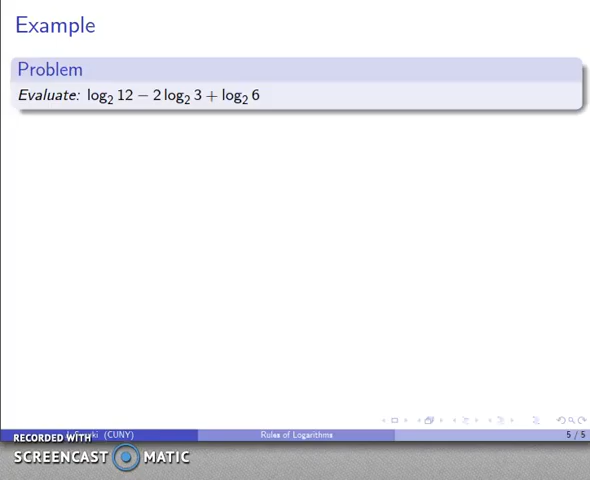 Example
Problem
Evaluate: log₂ 12 − 2 log₂ 3 + log₂ 6
(CUNY) Rules of Logarithms 5 / 5
RECORDED WITH
SCREENCAST MATIC